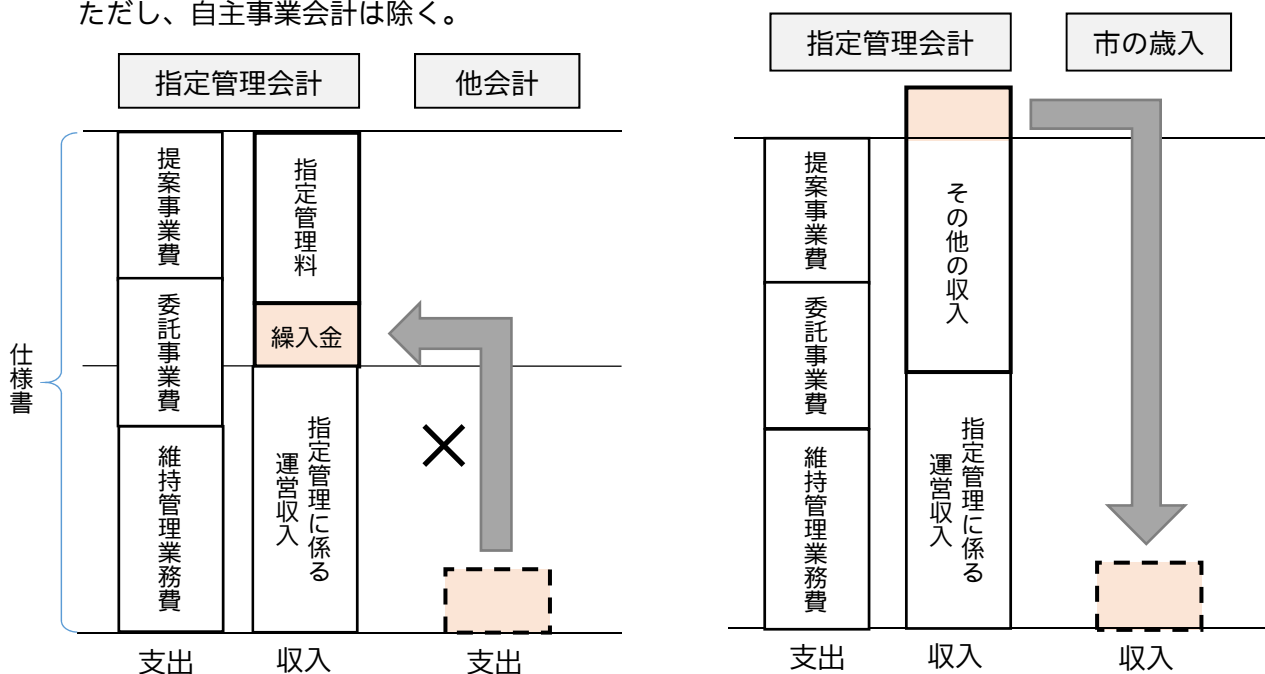 ただし、自主事業会計は除く。
指定管理会計
他会計
仕様書
提案事業費
委託事業費
維持管理業務費
指定管理料
繰入金
指定管理に係る
運営収入
支出
収入
支出
指定管理会計
市の歳入
提案事業費
委託事業費
維持管理業務費
その他の収入
指定管理に係る
運営収入
支出
収入
収入